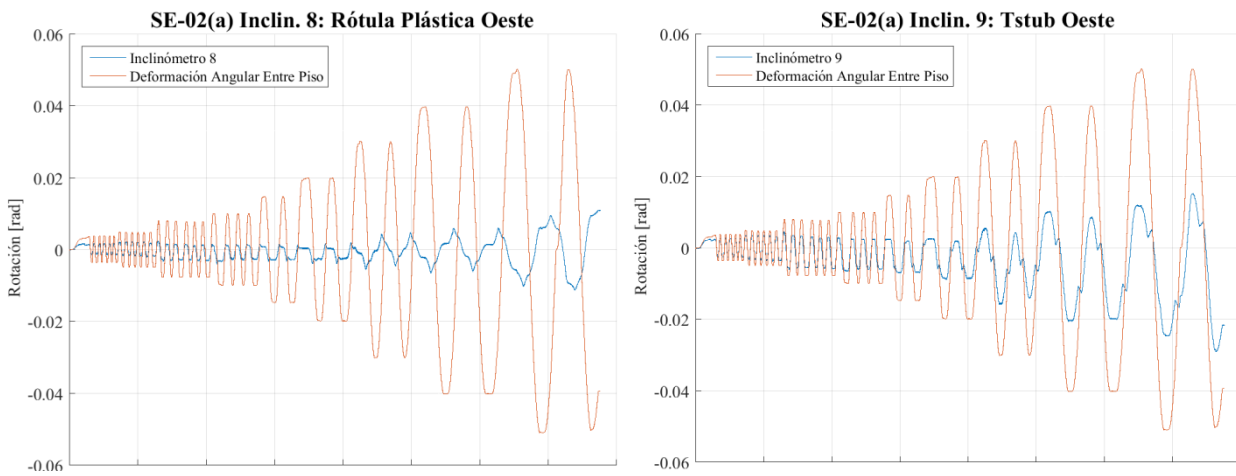 SE-02(a) Inclin. 8: Rótula Plástica Oeste
0.06
Inclinómetro 8
Deformación Angular Entre Piso
0.04
0.02
0
-0.02
-0.04
-0.06
Rotación [rad]
SE-02(a) Inclin. 9: Tstub Oeste
0.06
Inclinómetro 9
Deformación Angular Entre Piso
0.04
0.02
0
-0.02
-0.04
-0.06
Rotación [rad]